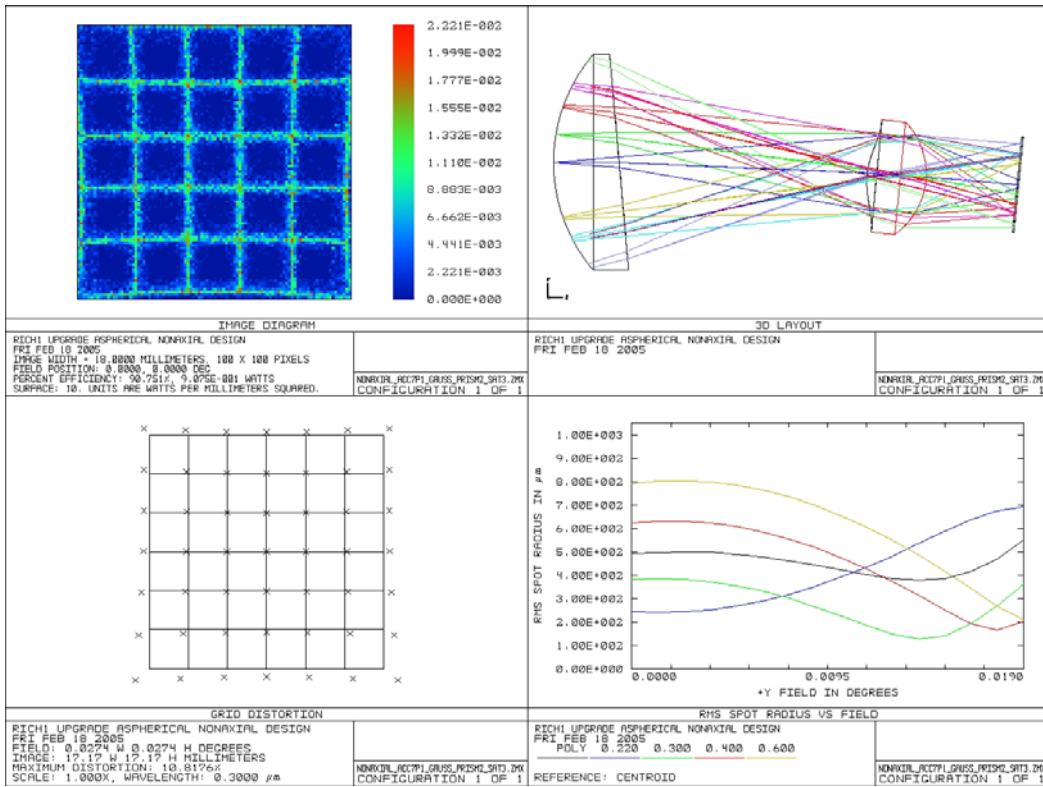 2.221E-002
1.999E-002
1.777E-002
1.555E-002
1.332E-002
1.110E-002
8.883E-003
6.662E-003
4.441E-003
2.221E-003
0.000E+000
IMAGE DIAGRAM
RICH1 UPGRADE ASPHERICAL NONAXIAL DESIGN
FRI FEB 18 2005
IMAGE WIDTH = 18.0000 MILLIMETERS, 100 X 100 PIXELS
FIELD POSITION: 0.0000, 0.0000 DEG
PERCENT EFFICIENCY: 90.751%, 9.075E-001 WATTS
SURFACE: 10. UNITS ARE WATTS PER MILLIMETERS SQUARED.
NONAXIAL_ACC7P1_GAUSS_PRISM2_SAT3.ZMX
CONFIGURATION 1 OF 1
3D LAYOUT
RICH1 UPGRADE ASPHERICAL NONAXIAL DESIGN
FRI FEB 18 2005
NONAXIAL_ACC7P1_GAUSS_PRISM2_SAT3.ZMX
CONFIGURATION 1 OF 1
GRID DISTORTION
RICH1 UPGRADE ASPHERICAL NONAXIAL DESIGN
FRI FEB 18 2005
FIELD: 0.0274 W 0.0274 H DEGREES
IMAGE: 17.17 W 17.17 H MILLIMETERS
MAXIMUM DISTORTION: 10.8176%
SCALE: 1.000X, WAVELENGTH: 0.3000 µm
NONAXIAL_ACC7P1_GAUSS_PRISM2_SAT3.ZMX
CONFIGURATION 1 OF 1
RMS SPOT RADIUS IN µm
1.00E+003
9.00E+002
8.00E+002
7.00E+002
6.00E+002
5.00E+002
4.00E+002
3.00E+002
2.00E+002
1.00E+002
0.00E+000
0.0000 0.0095 0.0190
+Y FIELD IN DEGREES
RMS SPOT RADIUS VS FIELD
RICH1 UPGRADE ASPHERICAL NONAXIAL DESIGN
FRI FEB 18 2005
POLY 0.220 0.300 0.400 0.600
REFERENCE: CENTROID
NONAXIAL_ACC7P1_GAUSS_PRISM2_SAT3.ZMX
CONFIGURATION 1 OF 1